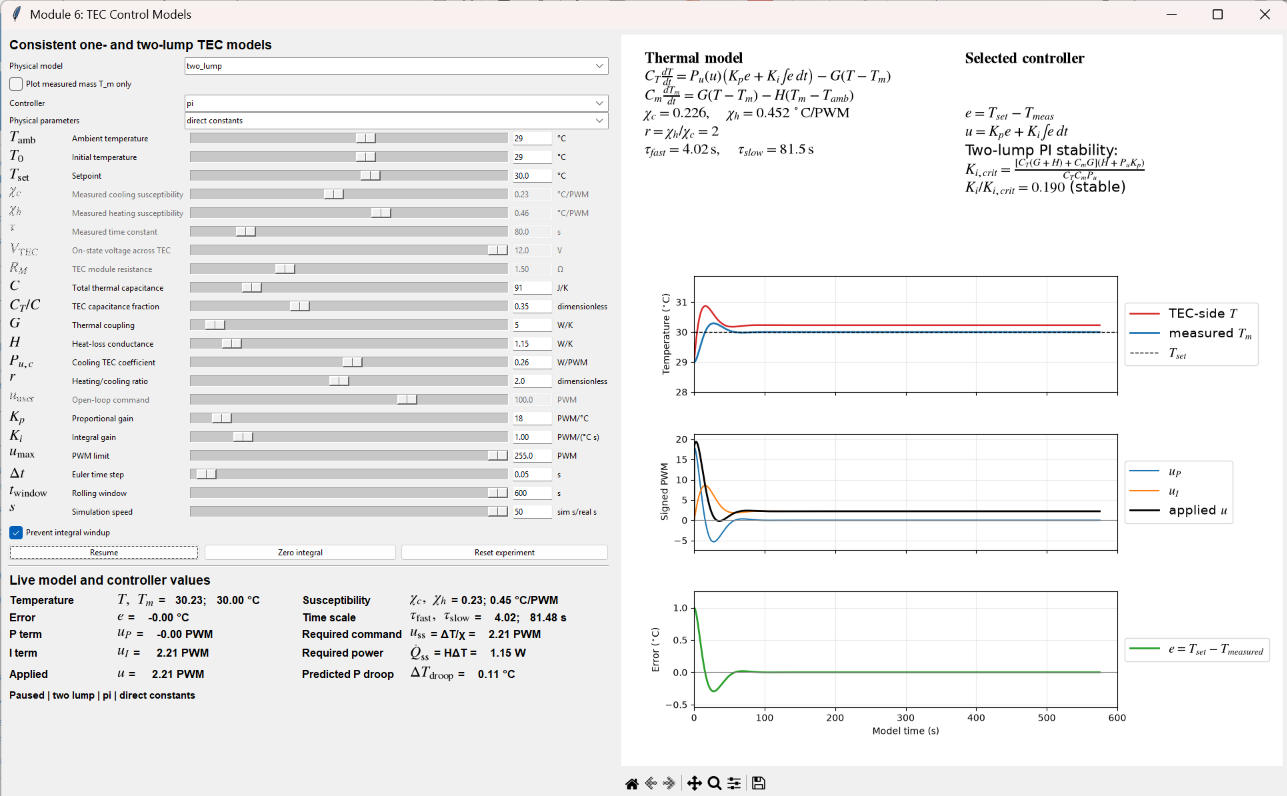 Module 6: TEC Control Models
Consistent one- and two-lump TEC models
Physical model two_lump
Plot measured mass T_m only
Controller pi
Physical parameters direct constants
T_amb Ambient temperature 29 °C
T_0 Initial temperature 29 °C
T_set Setpoint 30.0 °C
χ_c Measured cooling susceptibility 0.23 °C/PWM
χ_h Measured heating susceptibility 0.46 °C/PWM
τ Measured time constant 80.0 s
V_TEC On-state voltage across TEC 12.0 V
R_M TEC module resistance 1.50 Ω
C Total thermal capacitance 91 J/K
C_T/C TEC capacitance fraction 0.35 dimensionless
G Thermal coupling 5 W/K
H Heat-loss conductance 1.15 W/K
P_u,c Cooling TEC coefficient 0.26 W/PWM
r Heating/cooling ratio 2.0 dimensionless
u_user Open-loop command 100.0 PWM
K_p Proportional gain 18 PWM/°C
K_i Integral gain 1.00 PWM/(°C s)
u_max PWM limit 255.0 PWM
Δt Euler time step 0.05 s
t_window Rolling window 600 s
s Simulation speed 50 sim s/real s
Prevent integral windup
Resume Zero integral Reset experiment
Live model and controller values
Temperature T, T_m = 30.23; 30.00 °C Susceptibility χ_c, χ_h = 0.23; 0.45 °C/PWM
Error e = -0.00 °C Time scale τ_fast, τ_slow = 4.02; 81.48 s
P term u_P = -0.00 PWM Required command u_ss = ΔT/χ = 2.21 PWM
I term u_I = 2.21 PWM Required power Q̇_ss = HΔT = 1.15 W
Applied u = 2.21 PWM Predicted P droop ΔT_droop = 0.11 °C
Paused | two lump | pi | direct constants
Thermal model
C_T dT/dt = P_u(u)(K_p e + K_i ∫e dt) − G(T − T_m)
C_m dT_m/dt = G(T − T_m) − H(T_m − T_amb)
χ_c = 0.226, χ_h = 0.452 °C/PWM
r = χ_h/χ_c = 2
τ_fast = 4.02 s, τ_slow = 81.5 s
Selected controller
e = T_set − T_meas
u = K_p e + K_i ∫e dt
Two-lump PI stability:
K_i,crit = [C_T(G + H) + C_m G](H + P_u K_p) / C_T C_m P_u
K_i/K_i,crit = 0.190 (stable)
Temperature (°C)
31
30
29
28
TEC-side T
measured T_m
T_set
Signed PWM
20
15
10
5
0
−5
u_P
u_I
applied u
Error (°C)
1.0
0.5
0.0
−0.5
e = T_set − T_measured
0 100 200 300 400 500 600
Model time (s)